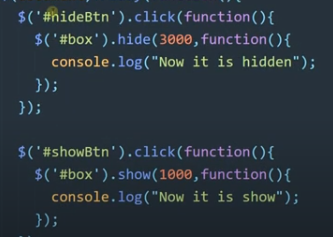 $('#hideBtn').click(function(){
$('#box').hide(3000,function(){
console.log("Now it is hidden");
});
});
$('#showBtn').click(function(){
$('#box').show(1000,function(){
console.log("Now it is show");
});